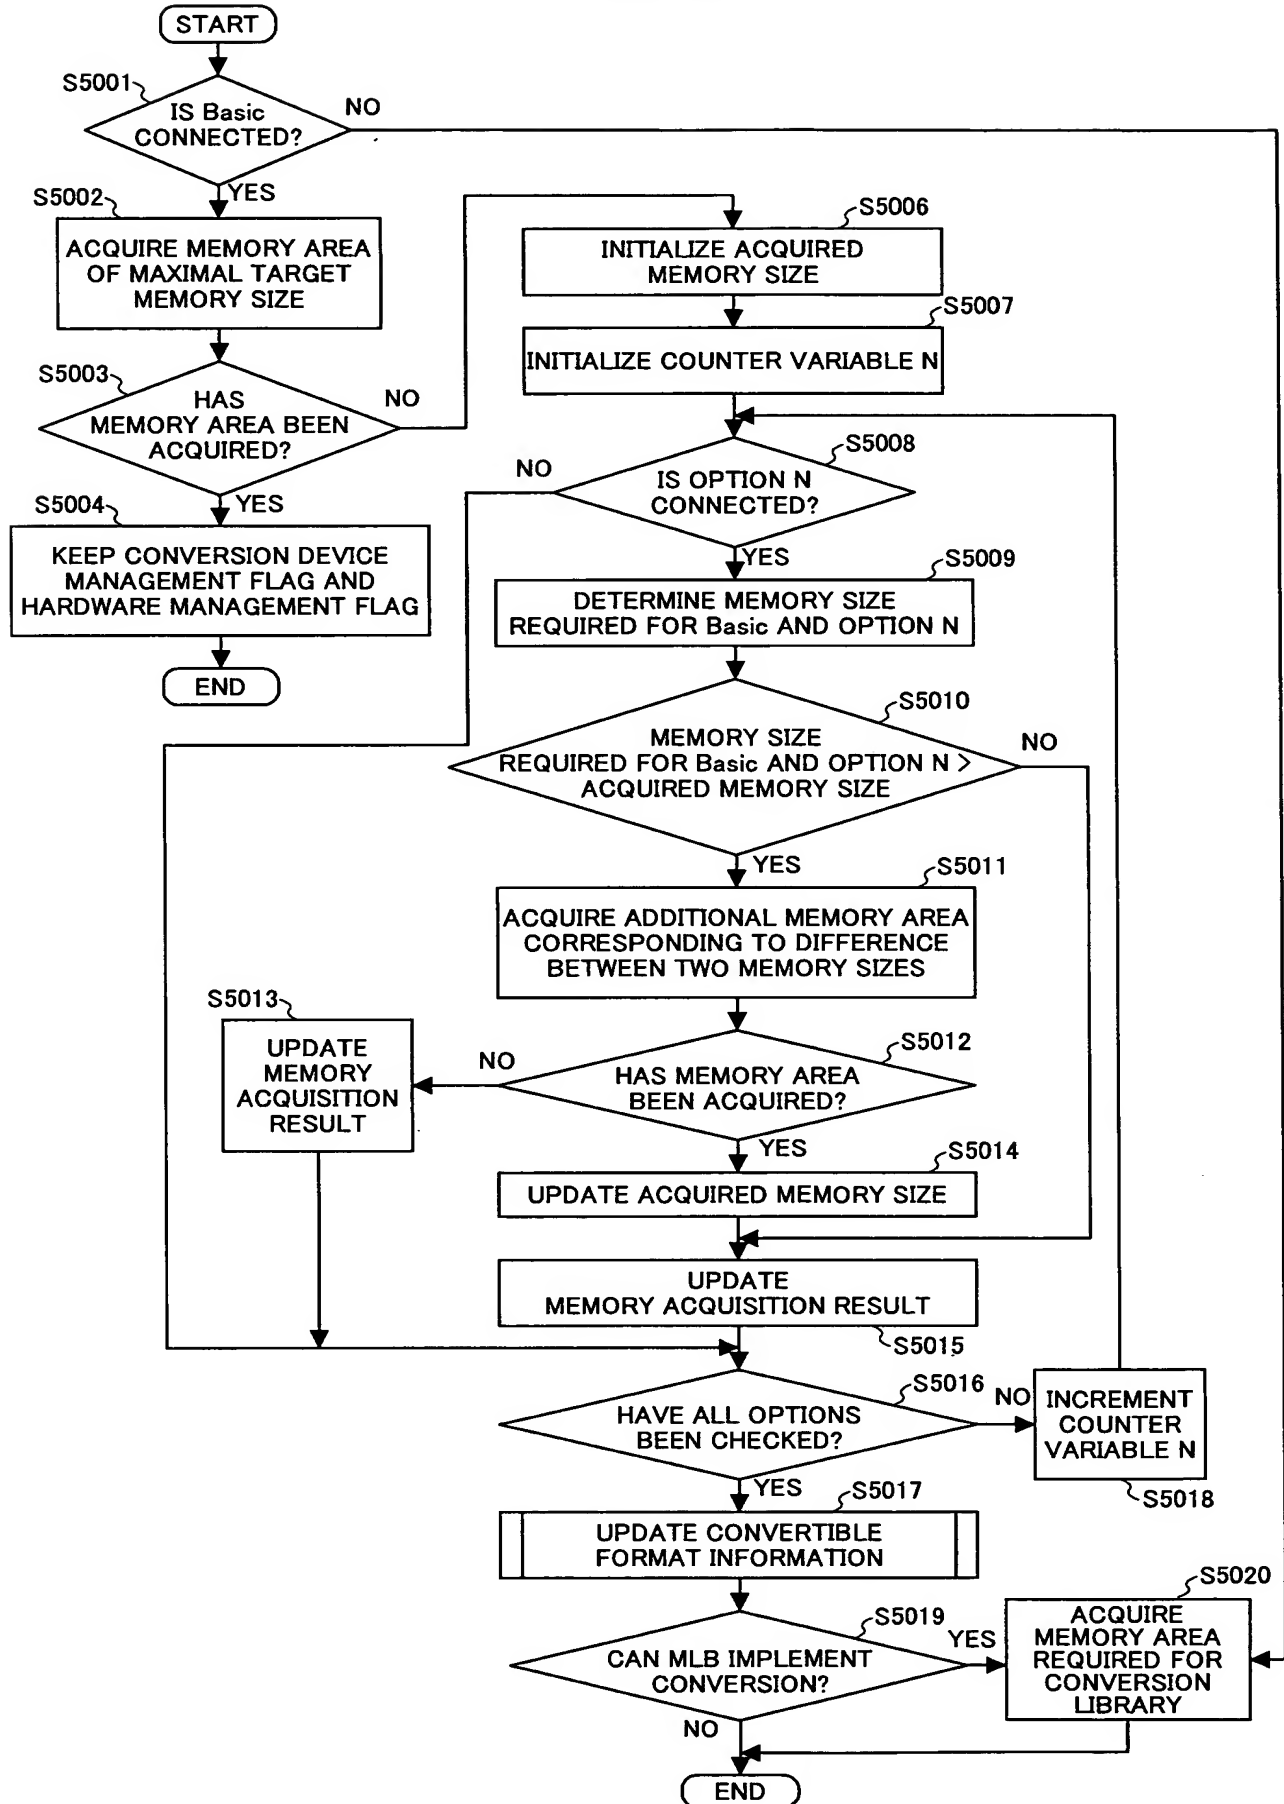 START
S5001
IS Basic
CONNECTED?
NO
YES
S5002
ACQUIRE MEMORY AREA
OF MAXIMAL TARGET
MEMORY SIZE
S5003
HAS
MEMORY AREA BEEN
ACQUIRED?
NO
YES
S5004
KEEP CONVERSION DEVICE
MANAGEMENT FLAG AND
HARDWARE MANAGEMENT FLAG
END
S5006
INITIALIZE ACQUIRED
MEMORY SIZE
S5007
INITIALIZE COUNTER VARIABLE N
S5008
IS OPTION N
CONNECTED?
NO
YES
S5009
DETERMINE MEMORY SIZE
REQUIRED FOR Basic AND OPTION N
S5010
MEMORY SIZE
REQUIRED FOR Basic AND OPTION N >
ACQUIRED MEMORY SIZE
NO
YES
S5011
ACQUIRE ADDITIONAL MEMORY AREA
CORRESPONDING TO DIFFERENCE
BETWEEN TWO MEMORY SIZES
S5012
HAS MEMORY AREA
BEEN ACQUIRED?
NO
S5013
UPDATE
MEMORY
ACQUISITION
RESULT
YES
S5014
UPDATE ACQUIRED MEMORY SIZE
UPDATE
MEMORY ACQUISITION RESULT
S5015
S5016
HAVE ALL OPTIONS
BEEN CHECKED?
NO
INCREMENT
COUNTER
VARIABLE N
S5018
YES
S5017
UPDATE CONVERTIBLE
FORMAT INFORMATION
S5019
CAN MLB IMPLEMENT
CONVERSION?
YES
S5020
ACQUIRE
MEMORY AREA
REQUIRED FOR
CONVERSION
LIBRARY
NO
END